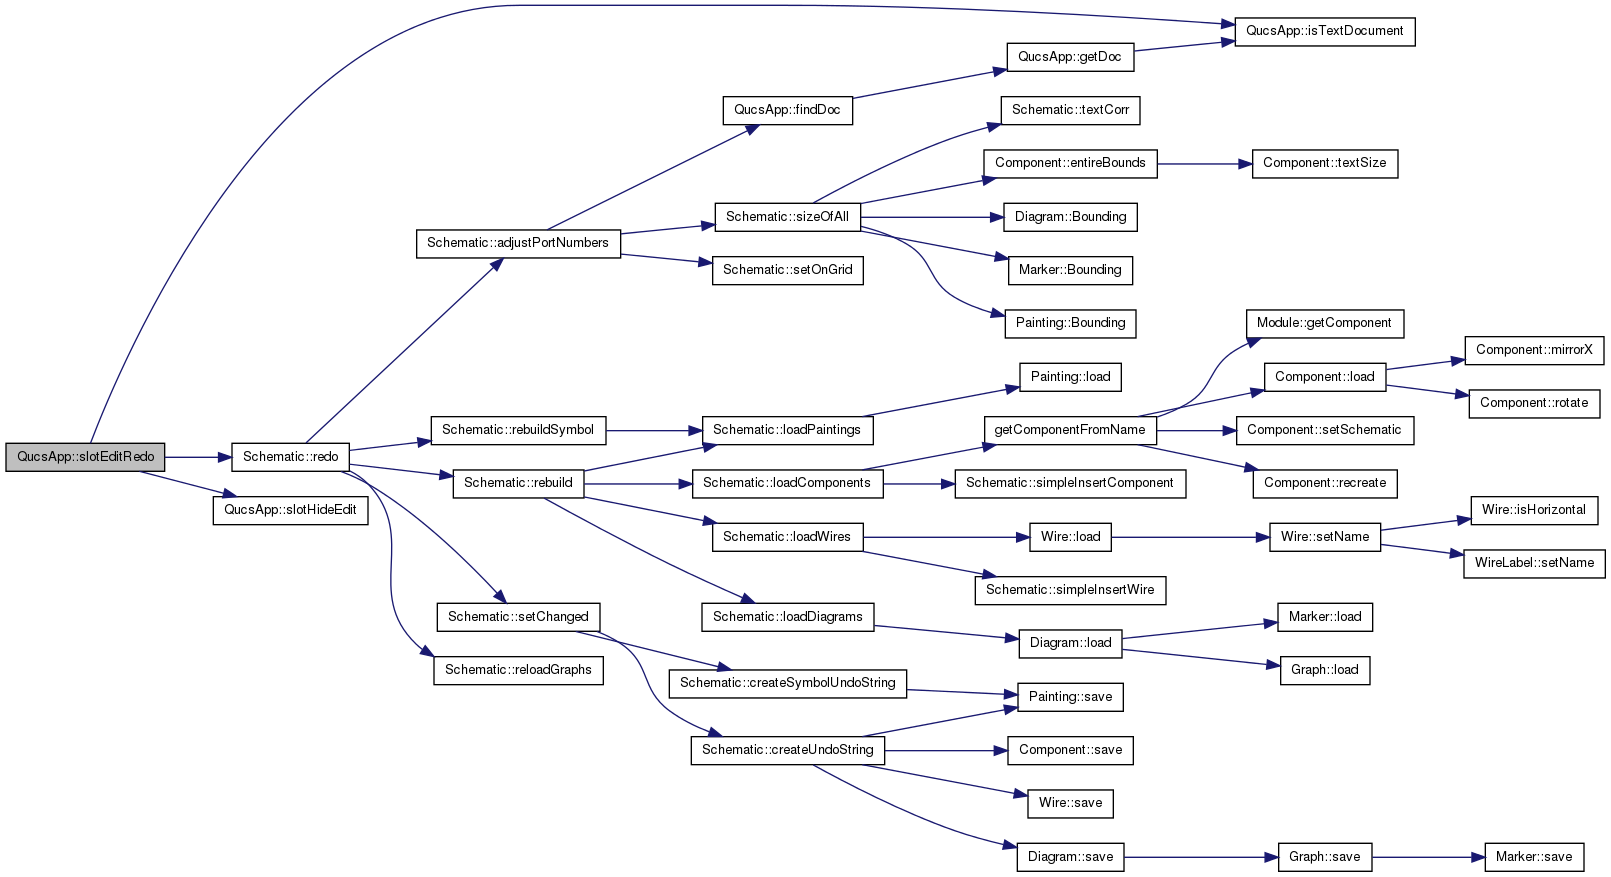 QucsApp::isTextDocument
QucsApp::getDoc
QucsApp::findDoc
Schematic::textCorr
Component::entireBounds
Component::textSize
Schematic::sizeOfAll
Diagram::Bounding
Schematic::adjustPortNumbers
Schematic::setOnGrid
Marker::Bounding
Painting::Bounding
Module::getComponent
Component::mirrorX
Painting::load
Component::load
Component::rotate
Schematic::rebuildSymbol
Schematic::loadPaintings
getComponentFromName
Component::setSchematic
QucsApp::slotEditRedo
Schematic::redo
Schematic::rebuild
Schematic::loadComponents
Schematic::simpleInsertComponent
Component::recreate
QucsApp::slotHideEdit
Wire::isHorizontal
Schematic::loadWires
Wire::load
Wire::setName
WireLabel::setName
Schematic::simpleInsertWire
Schematic::setChanged
Schematic::loadDiagrams
Marker::load
Diagram::load
Schematic::reloadGraphs
Graph::load
Schematic::createSymbolUndoString
Painting::save
Schematic::createUndoString
Component::save
Wire::save
Diagram::save
Graph::save
Marker::save